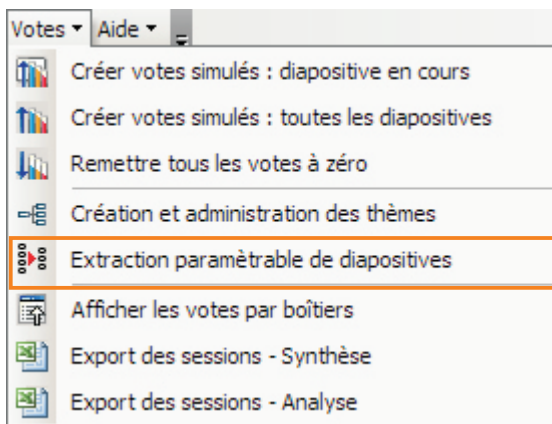 Votes Aide
Créer votes simulés : diapositive en cours
Créer votes simulés : toutes les diapositives
Remettre tous les votes à zéro
Création et administration des thèmes
Extraction paramètrable de diapositives
Afficher les votes par boîtiers
Export des sessions - Synthèse
Export des sessions - Analyse